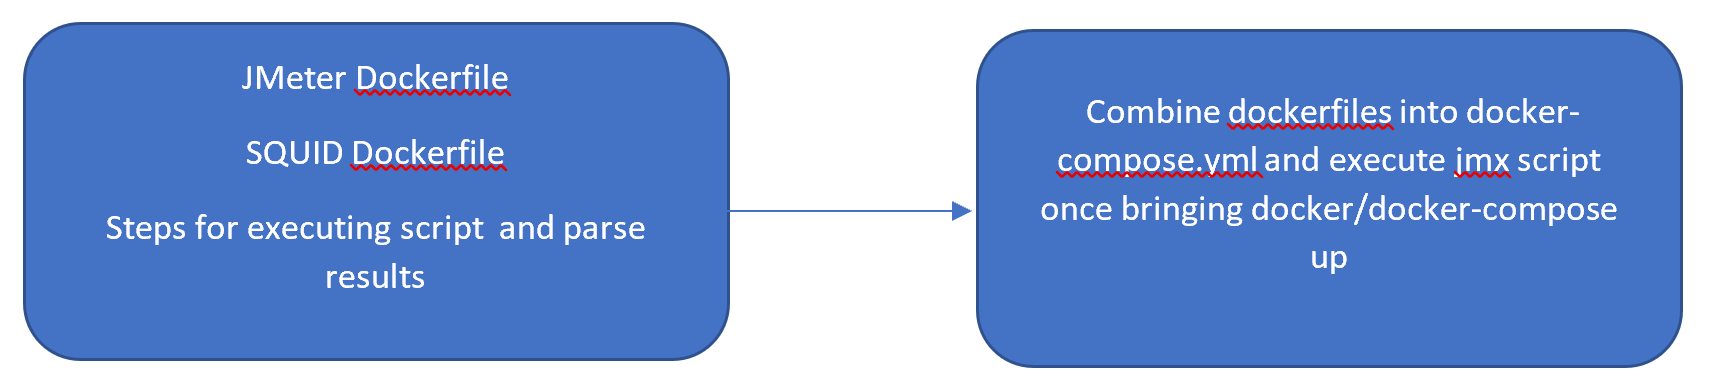 JMeter Dockerfile
SQUID Dockerfile
Steps for executing script  and parse
results
Combine dockerfiles into docker-
compose.yml and execute jmx script
once bringing docker/docker-compose
up